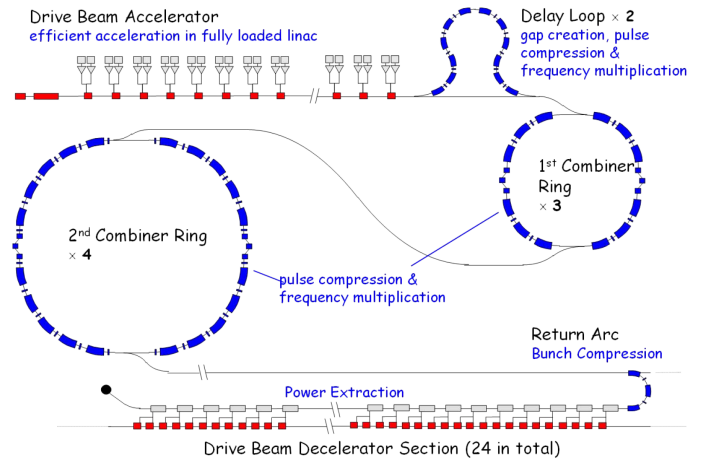 Drive Beam Accelerator
efficient acceleration in fully loaded linac
Delay Loop × 2
gap creation, pulse
compression &
frequency multiplication
1st Combiner
Ring
× 3
2nd Combiner Ring
× 4
pulse compression &
frequency multiplication
Return Arc
Bunch Compression
Power Extraction
Drive Beam Decelerator Section (24 in total)